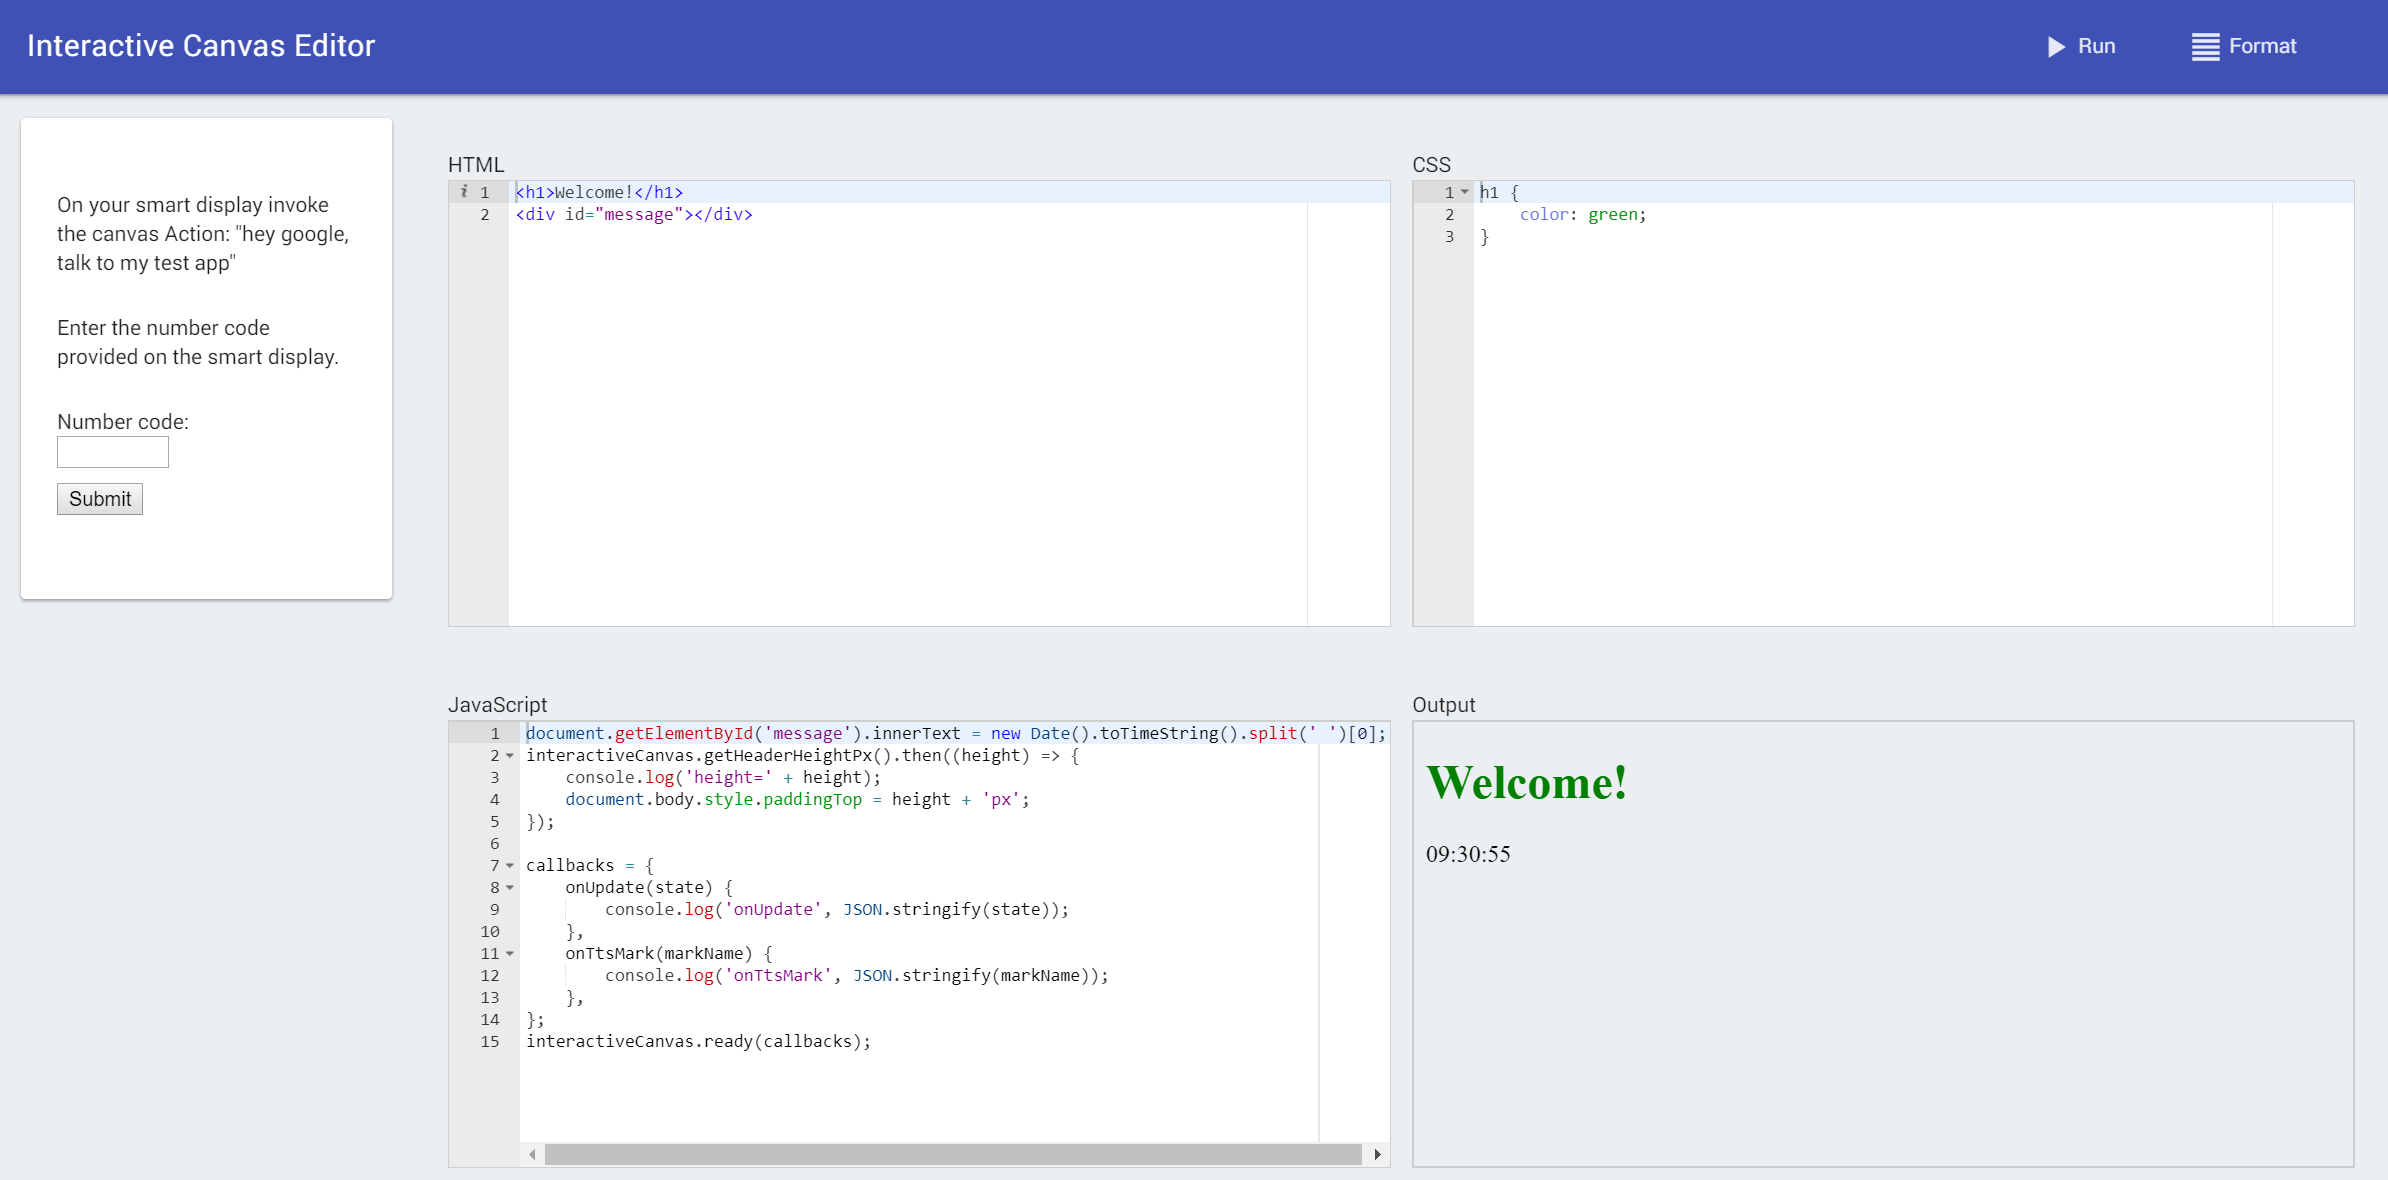 Interactive Canvas Editor
Run
Format
On your smart display invoke
the canvas Action: "hey google,
talk to my test app"
Enter the number code
provided on the smart display.
Number code:
Submit
HTML
i 1 <h1>Welcome!</h1>
2 <div id="message"></div>
CSS
1 h1 {
2 color: green;
3 }
JavaScript
1 document.getElementById('message').innerText = new Date().toTimeString().split(' ')[0];
2 interactiveCanvas.getHeaderHeightPx().then((height) => {
3 console.log('height=' + height);
4 document.body.style.paddingTop = height + 'px';
5 });
6
7 callbacks = {
8 onUpdate(state) {
9 console.log('onUpdate', JSON.stringify(state));
10 },
11 onTtsMark(markName) {
12 console.log('onTtsMark', JSON.stringify(markName));
13 },
14 };
15 interactiveCanvas.ready(callbacks);
Output
Welcome!
09:30:55